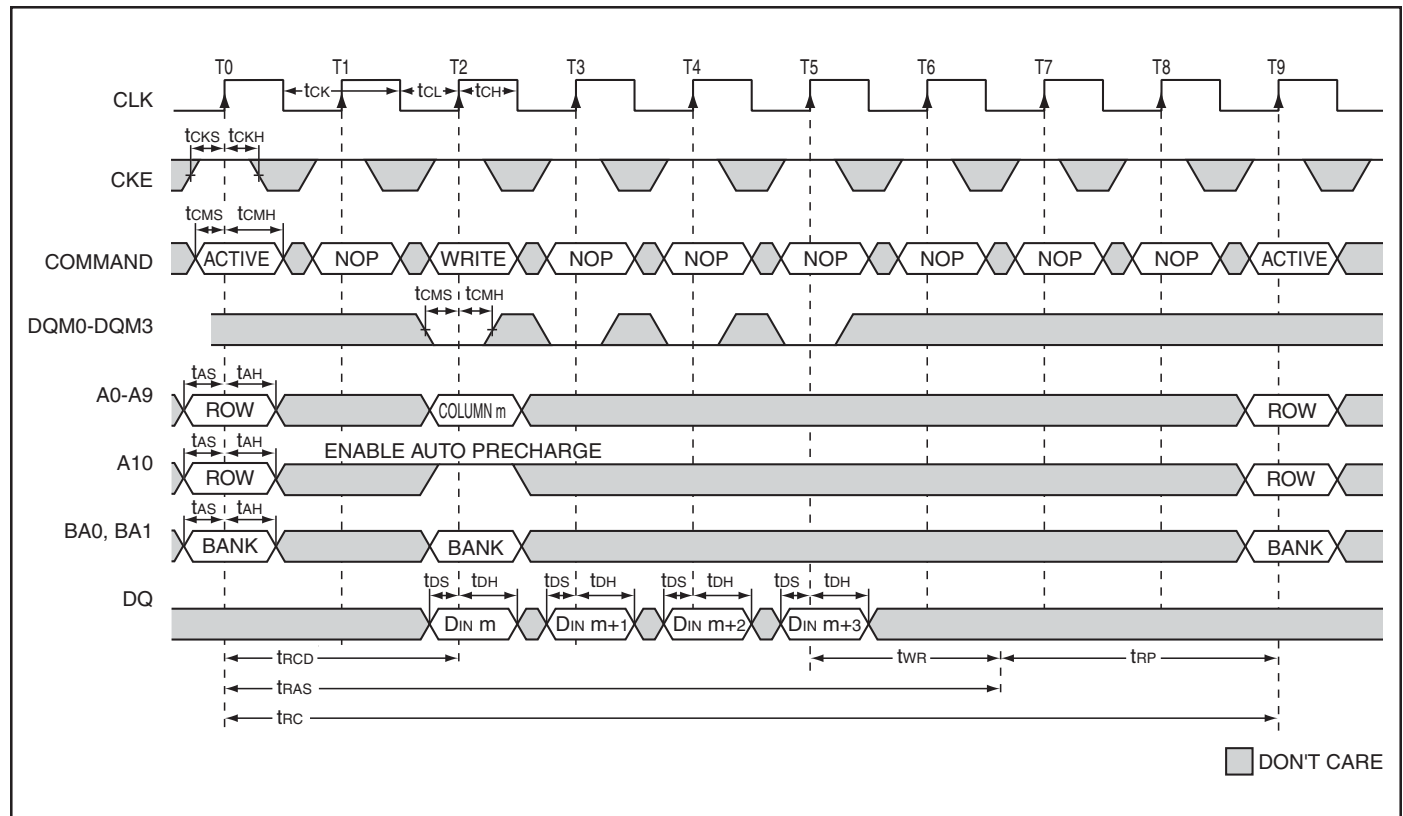 T0 T1 T2 T3 T4 T5 T6 T7 T8 T9
CLK tCK tCL tCH
tCKS tCKH
CKE
tCMS tCMH
COMMAND ACTIVE NOP WRITE NOP NOP NOP NOP NOP NOP ACTIVE
tCMS tCMH
DQM0-DQM3
tAS tAH
A0-A9 ROW COLUMN m ROW
tAS tAH ENABLE AUTO PRECHARGE
A10 ROW ROW
tAS tAH
BA0, BA1 BANK BANK BANK
tDS tDH tDS tDH tDS tDH tDS tDH
DQ DIN m DIN m+1 DIN m+2 DIN m+3
tRCD tWR tRP
tRAS
tRC
DON'T CARE